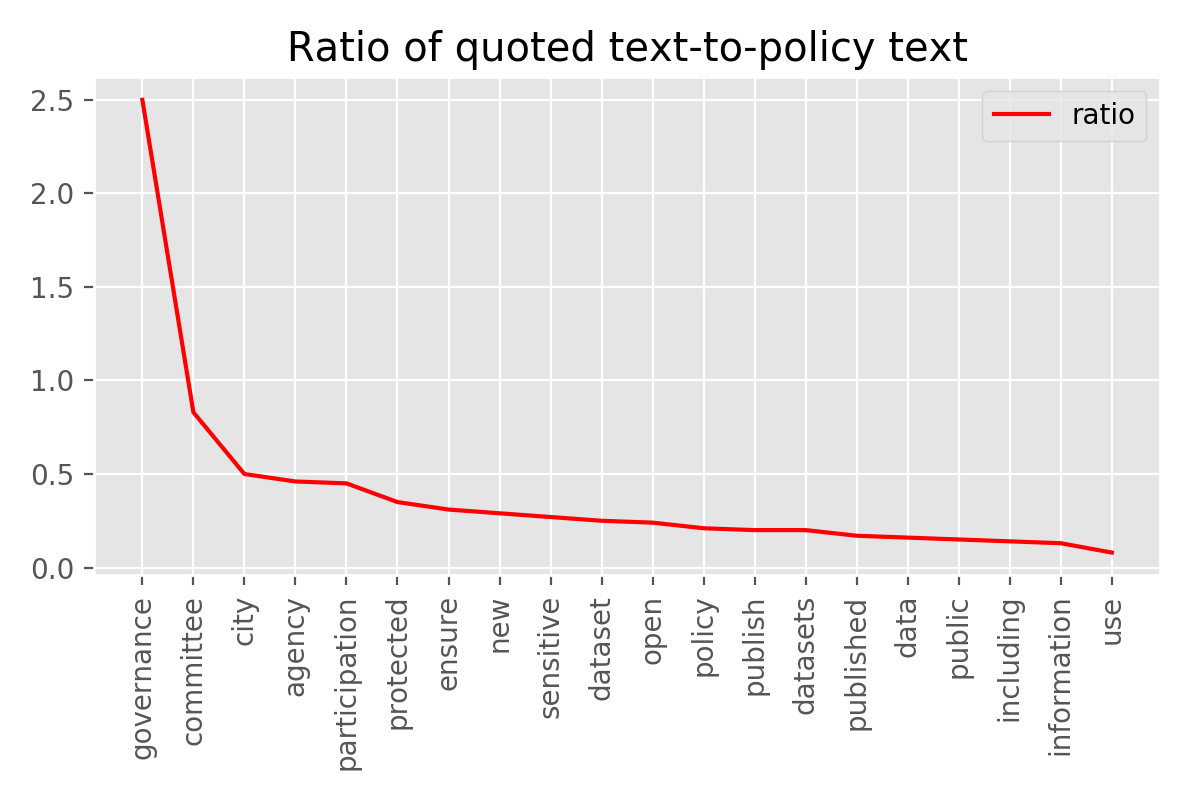 Ratio of quoted text-to-policy text
ratio
2.5
2.0
1.5
1.0
0.5
0.0
governance
committee
city
agency
participation
protected
ensure
new
sensitive
dataset
open
policy
publish
datasets
published
data
public
including
information
use